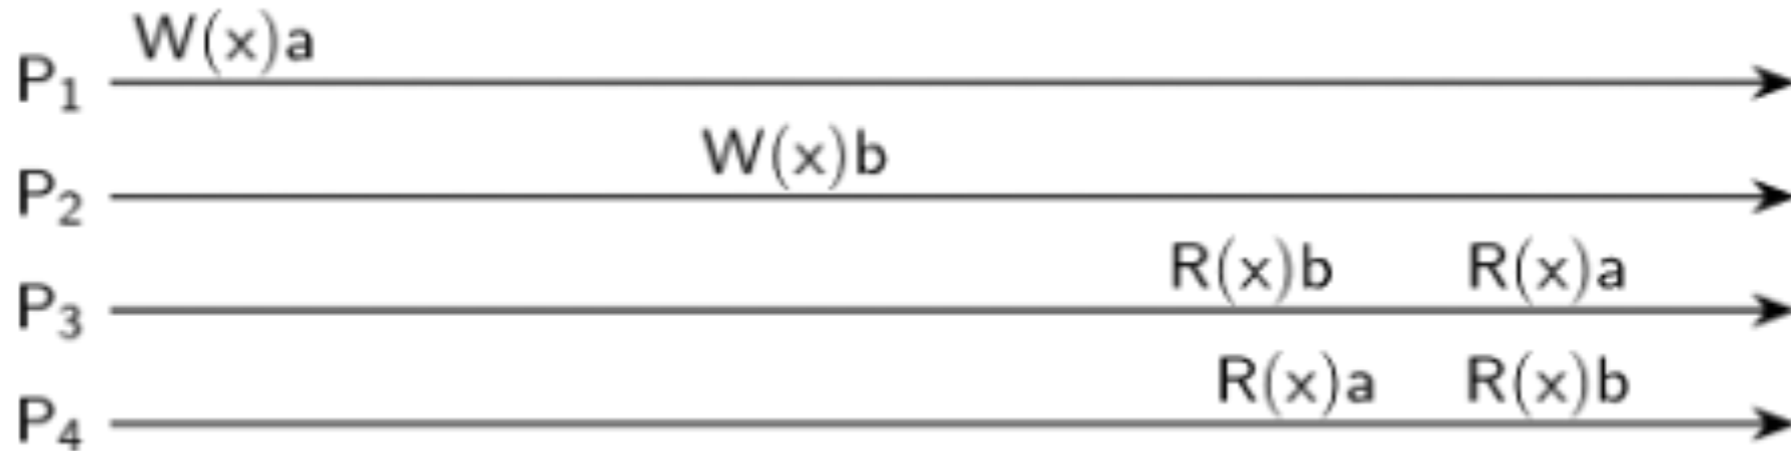 W(x)a
P₁
W(x)b
P₂
R(x)b R(x)a
P₃
R(x)a R(x)b
P₄